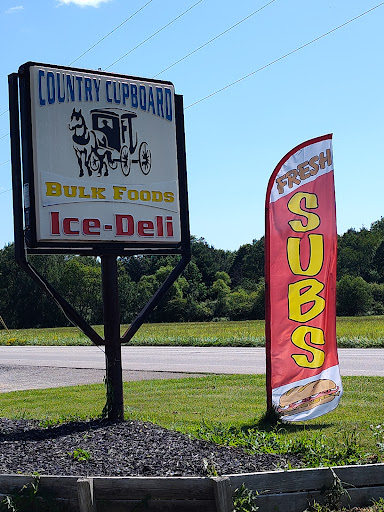 COUNTRY CUPBOARD
BULK FOODS
Ice-Deli
FRESH
SUBS